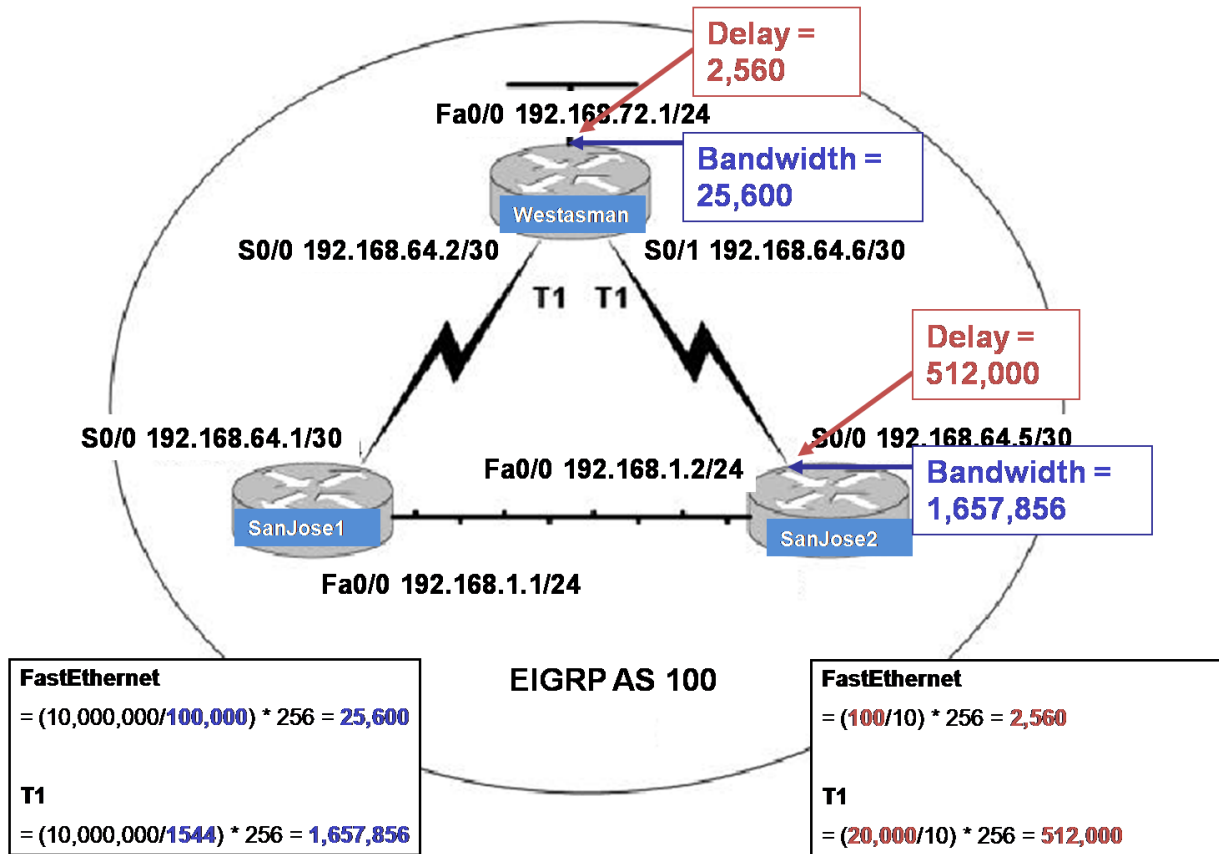 Delay =
2,560
Fa0/0 192.168.72.1/24
Bandwidth =
25,600
Westasman
S0/0 192.168.64.2/30
S0/1 192.168.64.6/30
T1
T1
Delay =
512,000
S0/0 192.168.64.1/30
S0/0 192.168.64.5/30
Fa0/0 192.168.1.2/24
Bandwidth =
1,657,856
SanJose1
SanJose2
Fa0/0 192.168.1.1/24
EIGRP AS 100
FastEthernet
= (10,000,000/100,000) * 256 = 25,600
T1
= (10,000,000/1544) * 256 = 1,657,856
FastEthernet
= (100/10) * 256 = 2,560
T1
= (20,000/10) * 256 = 512,000